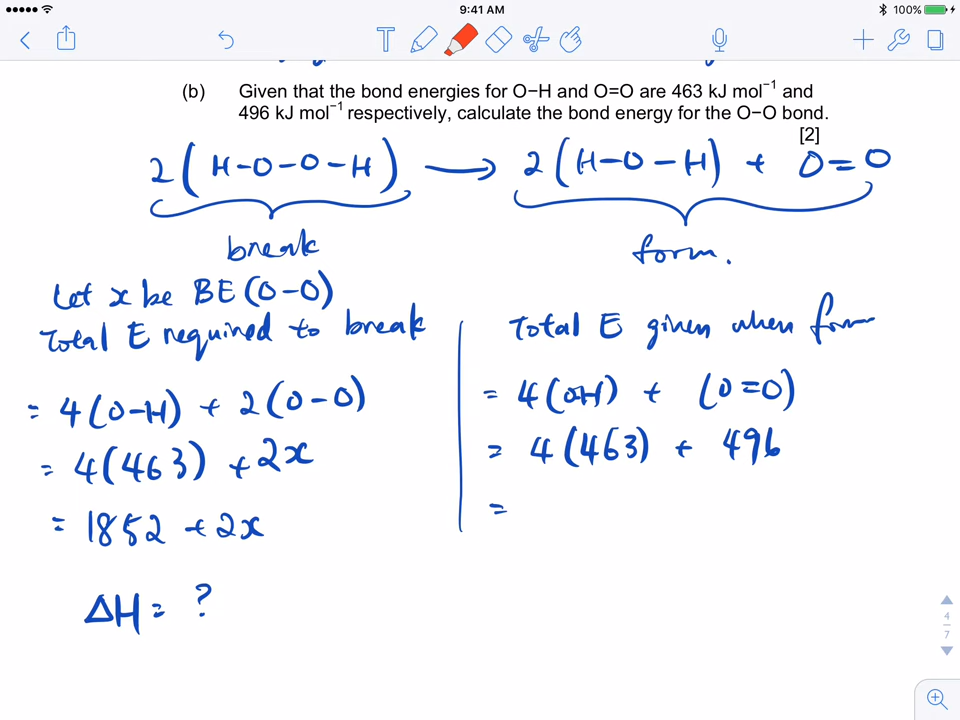 9:41 AM
100%
T
(b) Given that the bond energies for O−H and O=O are 463 kJ mol⁻¹ and
496 kJ mol⁻¹ respectively, calculate the bond energy for the O−O bond.
[2]
2(H-O-O-H) → 2(H-O-H) + O=O
break
form.
Let x be BE(O-O)
Total E required to break
= 4(O-H) + 2(O-O)
= 4(463) + 2x
= 1852 + 2x
ΔH = ?
Total E given when form
= 4(OH) + (O=O)
= 4(463) + 496
=
4
7